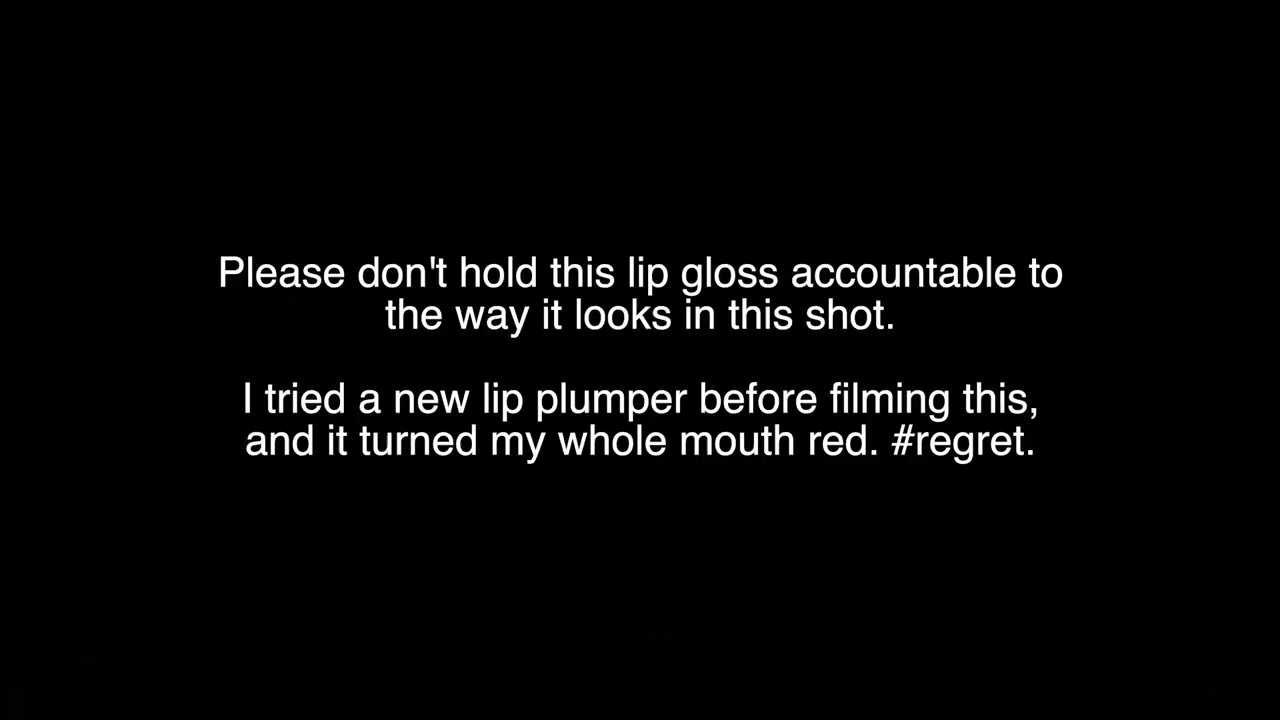 Please don't hold this lip gloss accountable to
the way it looks in this shot.
I tried a new lip plumper before filming this,
and it turned my whole mouth red. #regret.